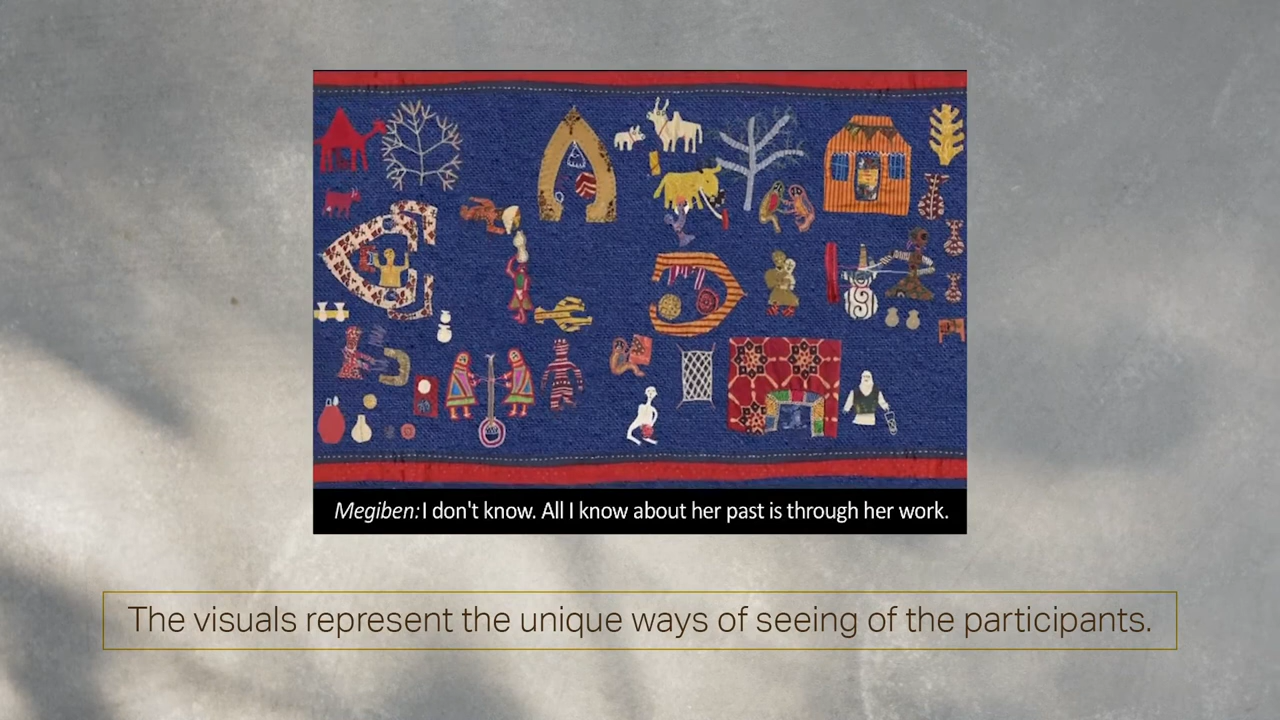 Megiben: I don't know. All I know about her past is through her work.
The visuals represent the unique ways of seeing of the participants.